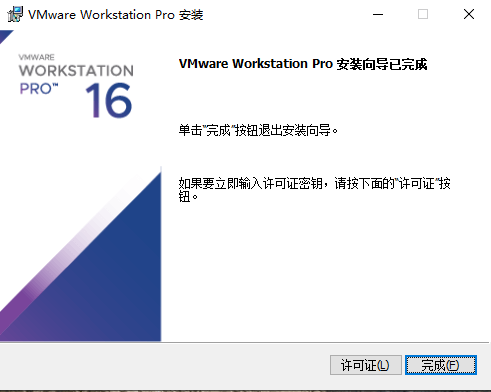 VMware Workstation Pro 安装
VMWARE
WORKSTATION
PRO™
16
VMware Workstation Pro 安装向导已完成
单击"完成"按钮退出安装向导。
如果要立即输入许可证密钥，请按下面的"许可证"按
钮。
许可证(L)
完成(F)